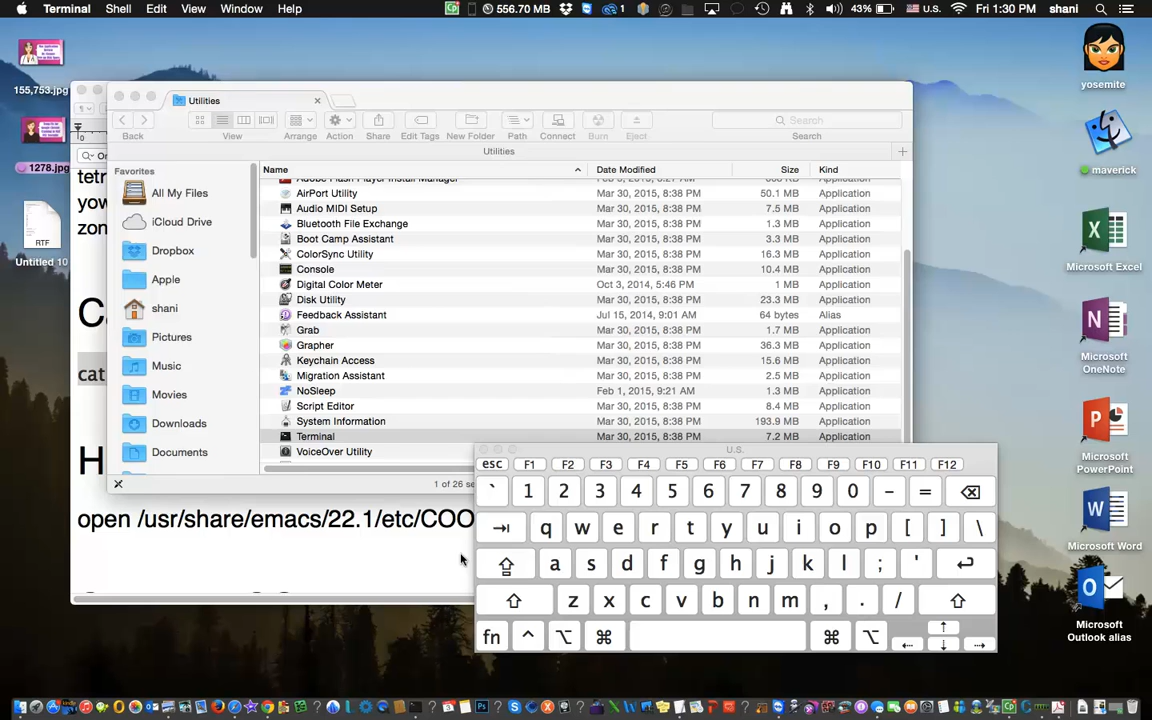 Terminal Shell Edit View Window Help 556.70 MB 1 43% U.S. Fri 1:30 PM shani
155,753.jpg
1278.jpg
RTF
Untitled 10
yosemite
maverick
Microsoft Excel
Microsoft
OneNote
Microsoft
PowerPoint
Microsoft Word
Microsoft
Outlook alias
Utilities
Back View Arrange Action Share Edit Tags New Folder Path Connect Burn Eject Search
Search
Utilities
Favorites
All My Files
iCloud Drive
Dropbox
Apple
shani
Pictures
Music
Movies
Downloads
Documents
Name Date Modified Size Kind
AirPort Utility Mar 30, 2015, 8:38 PM 50.1 MB Application
Audio MIDI Setup Mar 30, 2015, 8:38 PM 7.5 MB Application
Bluetooth File Exchange Mar 30, 2015, 8:38 PM 1.3 MB Application
Boot Camp Assistant Mar 30, 2015, 8:38 PM 3.3 MB Application
ColorSync Utility Mar 30, 2015, 8:38 PM 16.3 MB Application
Console Mar 30, 2015, 8:38 PM 10.4 MB Application
Digital Color Meter Oct 3, 2014, 5:46 PM 1 MB Application
Disk Utility Mar 30, 2015, 8:38 PM 23.3 MB Application
Feedback Assistant Jul 15, 2014, 9:01 AM 64 bytes Alias
Grab Mar 30, 2015, 8:38 PM 1.7 MB Application
Grapher Mar 30, 2015, 8:38 PM 36.3 MB Application
Keychain Access Mar 30, 2015, 8:38 PM 15.6 MB Application
Migration Assistant Mar 30, 2015, 8:38 PM 2.5 MB Application
NoSleep Feb 1, 2015, 9:21 AM 1.3 MB Application
Script Editor Mar 30, 2015, 8:38 PM 8.4 MB Application
System Information Mar 30, 2015, 8:38 PM 193.9 MB Application
Terminal Mar 30, 2015, 8:38 PM 7.2 MB Application
VoiceOver Utility
1 of 26 se
tetr
yow
zon
Ca
cat
H
open /usr/share/emacs/22.1/etc/COO
U.S.
esc F1 F2 F3 F4 F5 F6 F7 F8 F9 F10 F11 F12
` 1 2 3 4 5 6 7 8 9 0 - =
q w e r t y u i o p [ ] \
a s d f g h j k l ; '
z x c v b n m , . /
fn ^ ⌥ ⌘ ⌘ ⌥